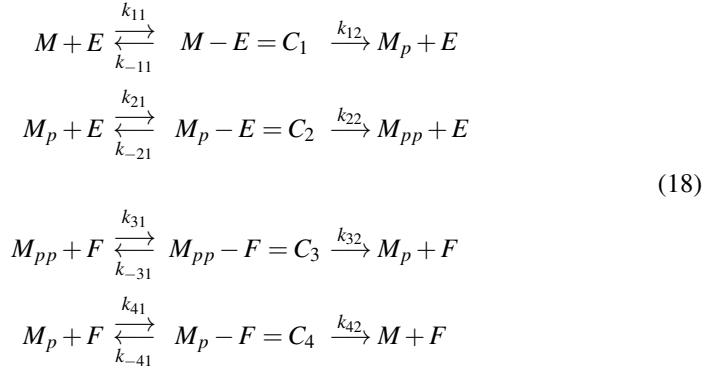 M + E ⇌ M − E = C₁ → Mₚ + E k₁₁ k₋₁₁ k₁₂
Mₚ + E ⇌ Mₚ − E = C₂ → Mₚₚ + E k₂₁ k₋₂₁ k₂₂
(18)
Mₚₚ + F ⇌ Mₚₚ − F = C₃ → Mₚ + F k₃₁ k₋₃₁ k₃₂
Mₚ + F ⇌ Mₚ − F = C₄ → M + F k₄₁ k₋₄₁ k₄₂